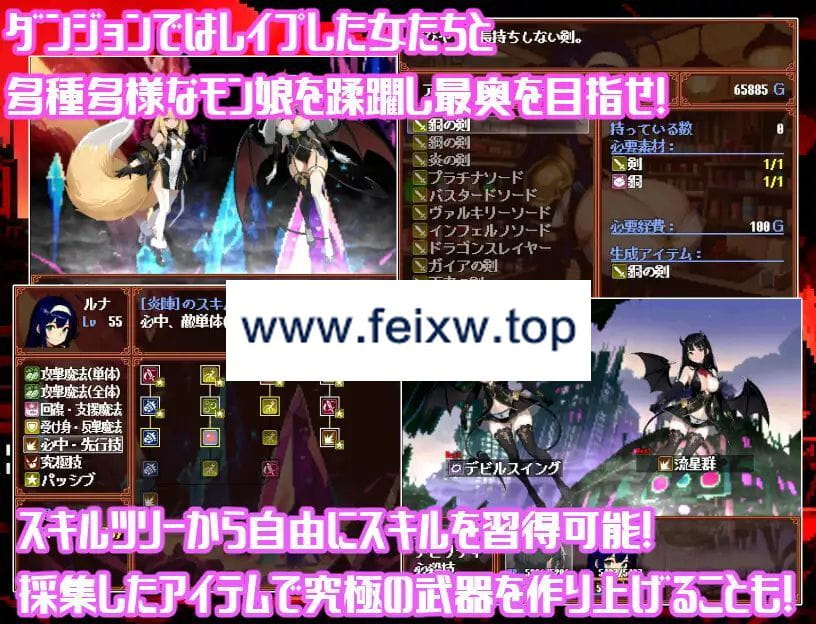 ダンジョンではレイプした女たちと
多種多様なモン娘を蹂躙し最奥を目指せ!
長持ちしない剣。
65885 G
銅の剣
鋼の剣
炎の剣
プラチナソード
バスタードソード
ヴァルキリーソード
インフェルノソード
ドラゴンスレイヤー
ガイアの剣
持っている数 0
必要素材:
剣 1/1
銅 1/1
必要経費: 100 G
生成アイテム:
銅の剣
ルナ
Lv 55
[炎陣]のスキル
必中、敵単体
www.feixw.top
攻撃魔法(単体)
攻撃魔法(全体)
回復・支援魔法
受け身・反撃魔法
必中・先行技
究極技
パッシブ
デビルスイング
流星群
スキルツリーから自由にスキルを習得可能!
採集したアイテムで究極の武器を作り上げることも!